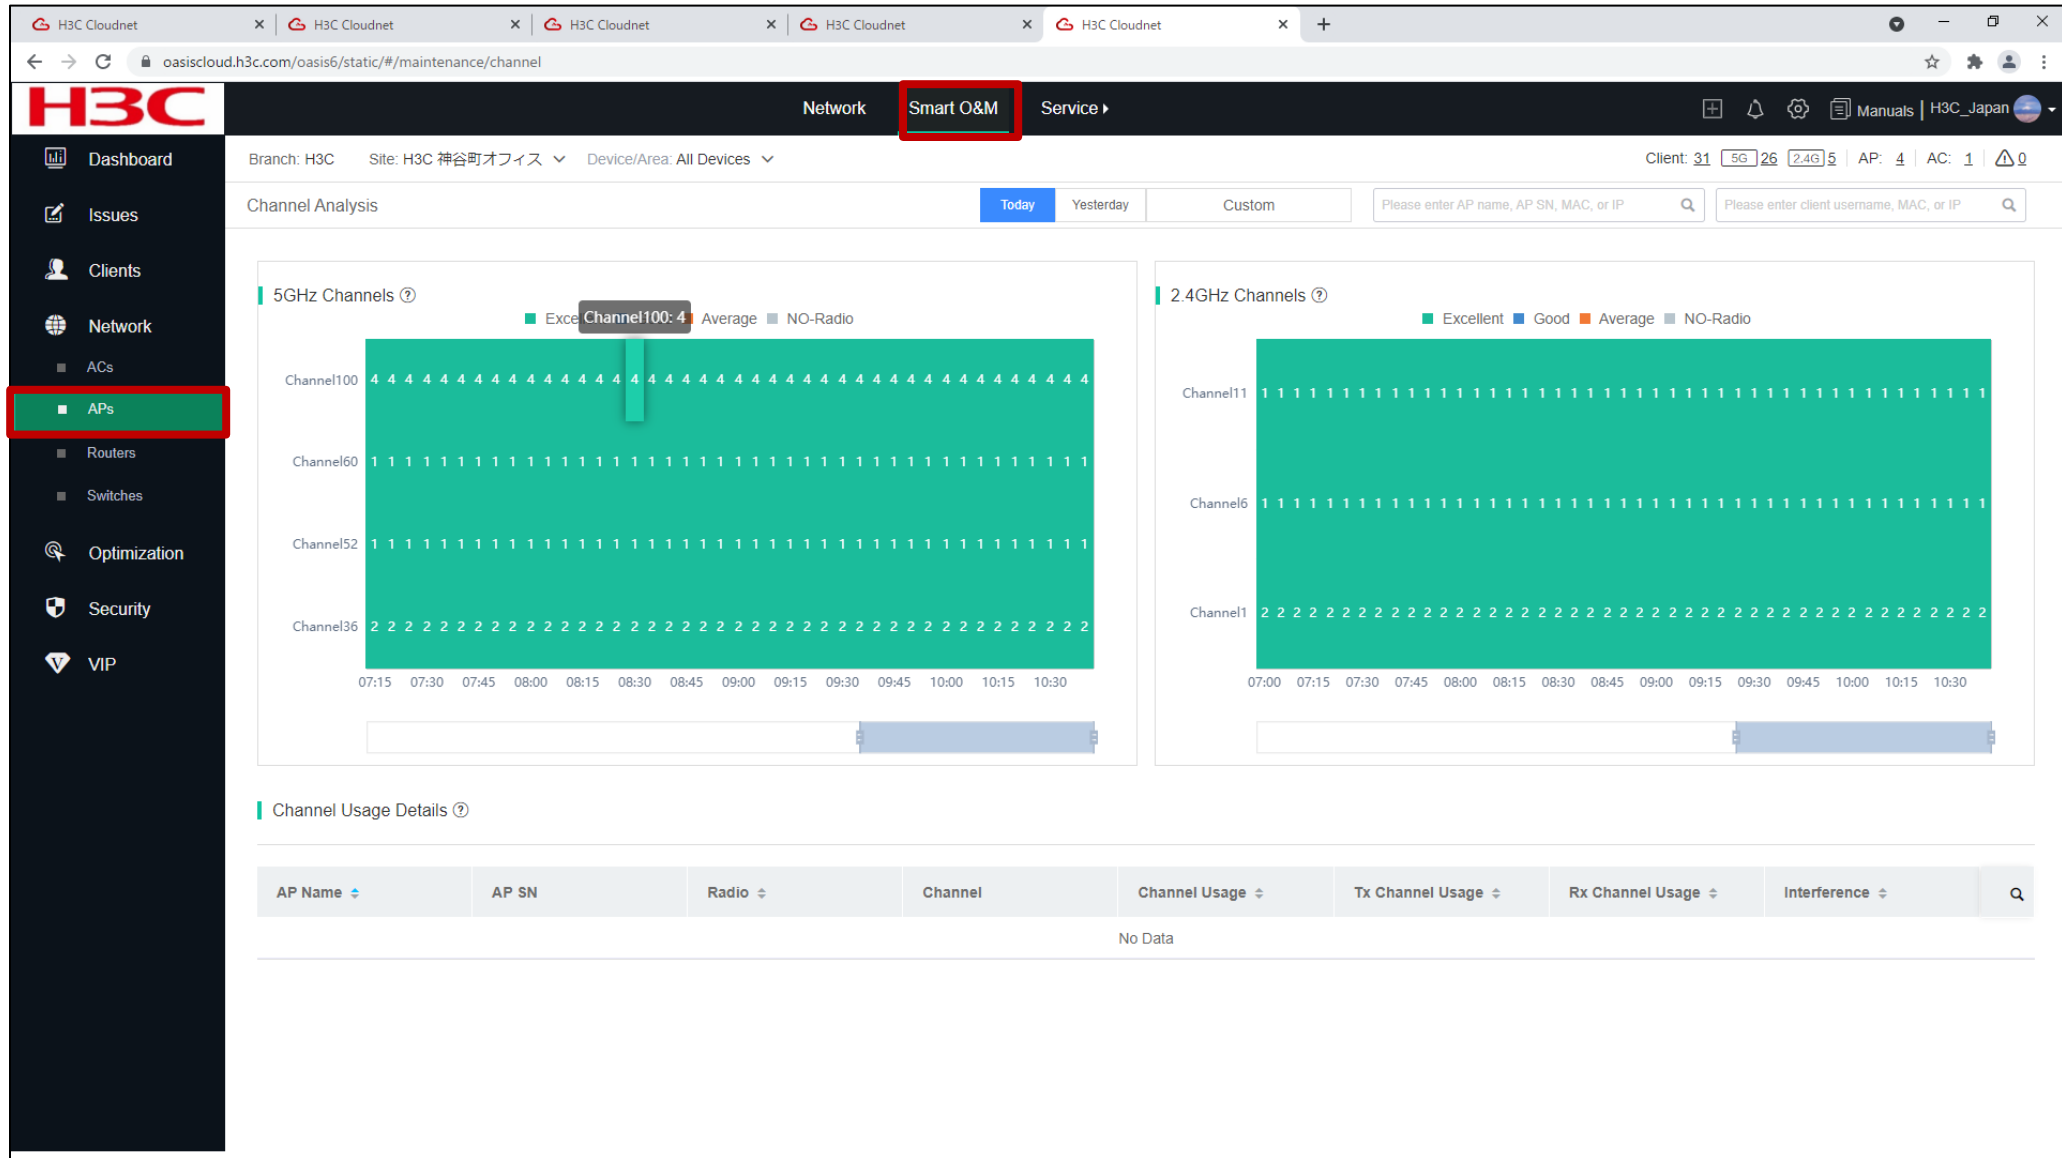 H3C Cloudnet H3C Cloudnet H3C Cloudnet H3C Cloudnet H3C Cloudnet
oasiscloud.h3c.com/oasis6/static/#/maintenance/channel
H3C Network Smart O&M Service Manuals | H3C_Japan
Dashboard
Issues
Clients
Network
ACs
APs
Routers
Switches
Optimization
Security
VIP
Branch: H3C Site: H3C 神谷町オフィス Device/Area: All Devices Client: 31 5G 26 2.4G 5 AP: 4 AC: 1 0
Channel Analysis Today Yesterday Custom Please enter AP name, AP SN, MAC, or IP Please enter client username, MAC, or IP
5GHz Channels
Channel100: 4 Average NO-Radio
Channel100 4 4 4 4 4 4 4 4 4 4 4 4 4 4 4 4 4 4 4 4 4 4 4 4 4 4 4 4 4 4 4 4 4 4 4 4 4 4 4 4 4 4
Channel60 1 1 1 1 1 1 1 1 1 1 1 1 1 1 1 1 1 1 1 1 1 1 1 1 1 1 1 1 1 1 1 1 1 1 1 1 1 1 1 1 1 1
Channel52 1 1 1 1 1 1 1 1 1 1 1 1 1 1 1 1 1 1 1 1 1 1 1 1 1 1 1 1 1 1 1 1 1 1 1 1 1 1 1 1 1 1
Channel36 2 2 2 2 2 2 2 2 2 2 2 2 2 2 2 2 2 2 2 2 2 2 2 2 2 2 2 2 2 2 2 2 2 2 2 2 2 2 2 2 2 2
07:15 07:30 07:45 08:00 08:15 08:30 08:45 09:00 09:15 09:30 09:45 10:00 10:15 10:30
2.4GHz Channels
Excellent Good Average NO-Radio
Channel11 1 1 1 1 1 1 1 1 1 1 1 1 1 1 1 1 1 1 1 1 1 1 1 1 1 1 1 1 1 1 1 1 1 1 1 1 1 1 1 1 1 1 1 1 1
Channel6 1 1 1 1 1 1 1 1 1 1 1 1 1 1 1 1 1 1 1 1 1 1 1 1 1 1 1 1 1 1 1 1 1 1 1 1 1 1 1 1 1 1 1 1 1
Channel1 2 2 2 2 2 2 2 2 2 2 2 2 2 2 2 2 2 2 2 2 2 2 2 2 2 2 2 2 2 2 2 2 2 2 2 2 2 2 2 2 2 2 2 2 2
07:00 07:15 07:30 07:45 08:00 08:15 08:30 08:45 09:00 09:15 09:30 09:45 10:00 10:15 10:30
Channel Usage Details
AP Name AP SN Radio Channel Channel Usage Tx Channel Usage Rx Channel Usage Interference
No Data